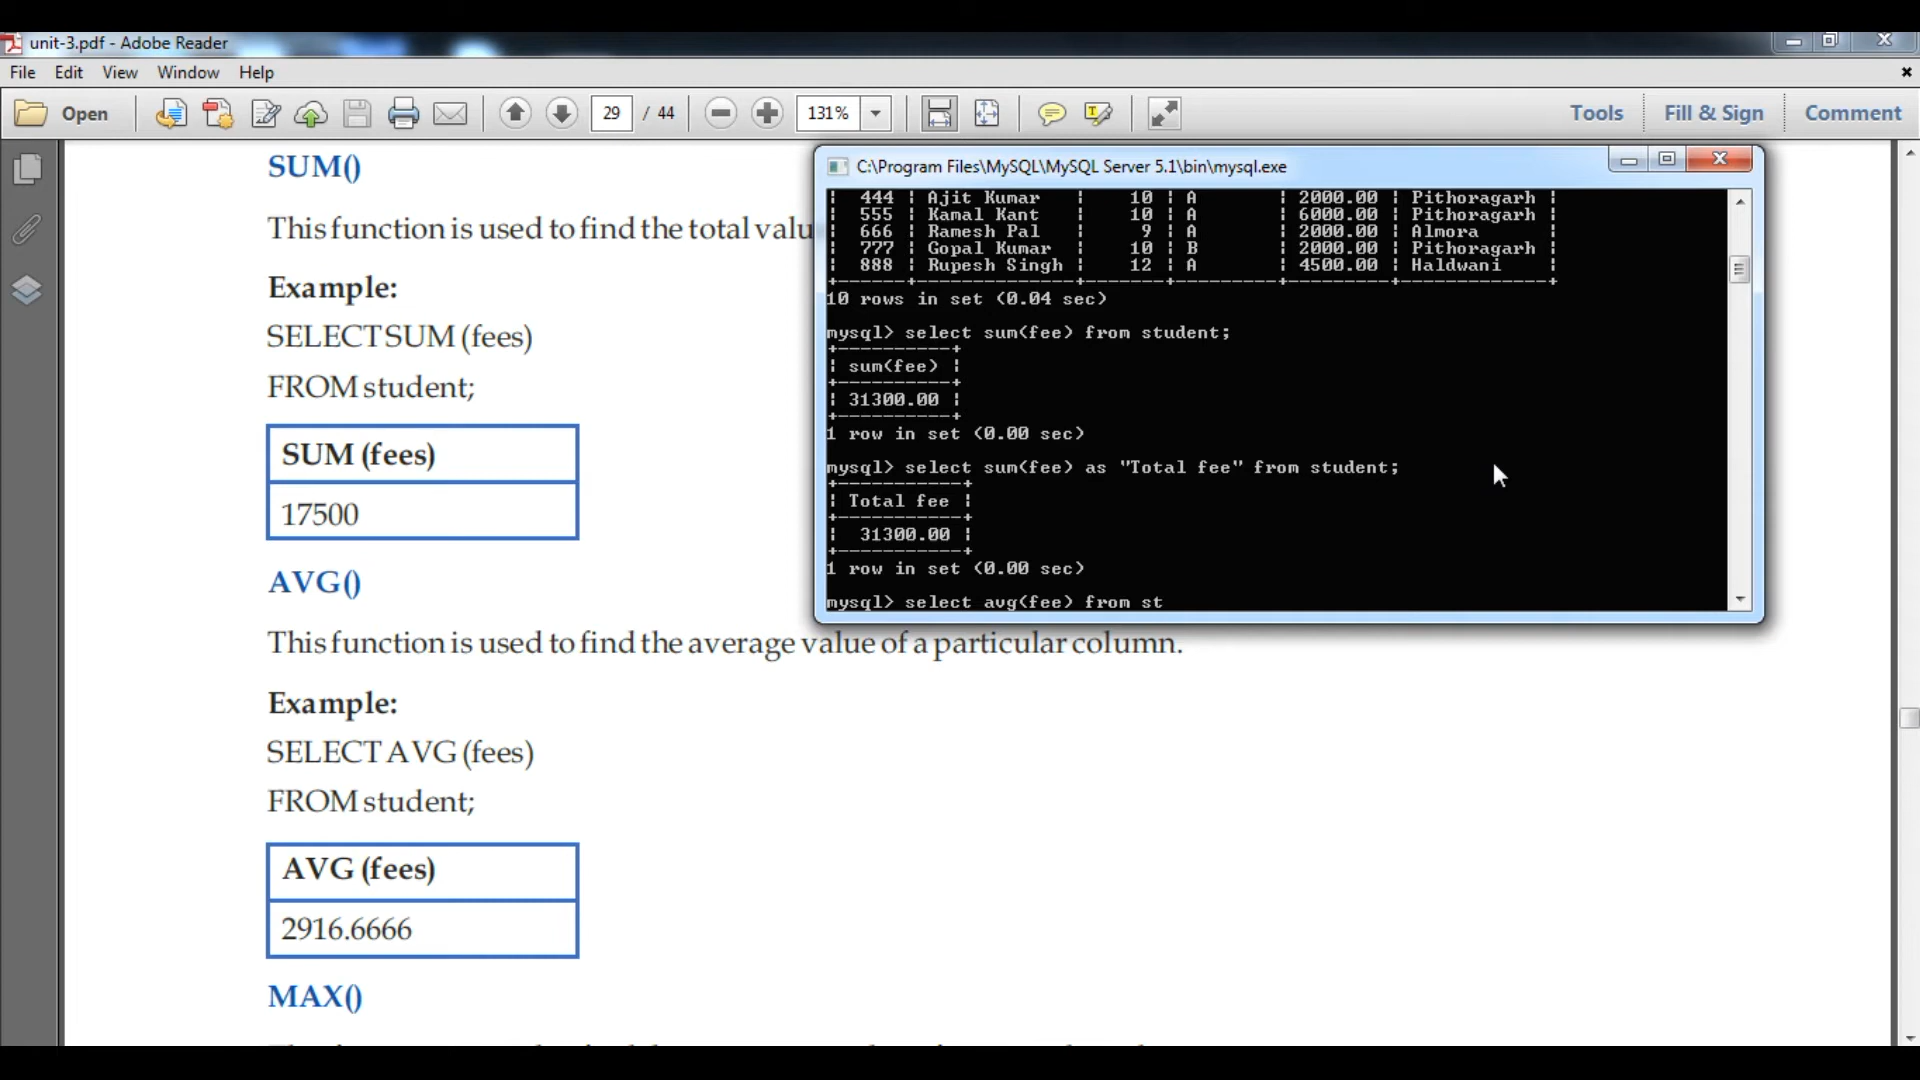 unit-3.pdf - Adobe Reader
File Edit View Window Help
Open 29 / 44 131% Tools Fill & Sign Comment
SUM()
This function is used to find the total valu
Example:
SELECT SUM (fees)
FROM student;
SUM (fees)
17500
AVG()
This function is used to find the average value of a particular column.
Example:
SELECT AVG (fees)
FROM student;
AVG (fees)
2916.6666
MAX()
C:\Program Files\MySQL\MySQL Server 5.1\bin\mysql.exe
| 444 | Ajit Kumar | 10 | A | 2000.00 | Pithoragarh |
| 555 | Kamal Kant | 10 | A | 6000.00 | Pithoragarh |
| 666 | Ramesh Pal | 9 | A | 2000.00 | Almora |
| 777 | Gopal Kumar | 10 | B | 2000.00 | Pithoragarh |
| 888 | Rupesh Singh | 12 | A | 4500.00 | Haldwani |
10 rows in set (0.04 sec)
mysql> select sum(fee) from student;
| sum(fee) |
| 31300.00 |
1 row in set (0.00 sec)
mysql> select sum(fee) as "Total fee" from student;
| Total fee |
| 31300.00 |
1 row in set (0.00 sec)
mysql> select avg(fee) from st